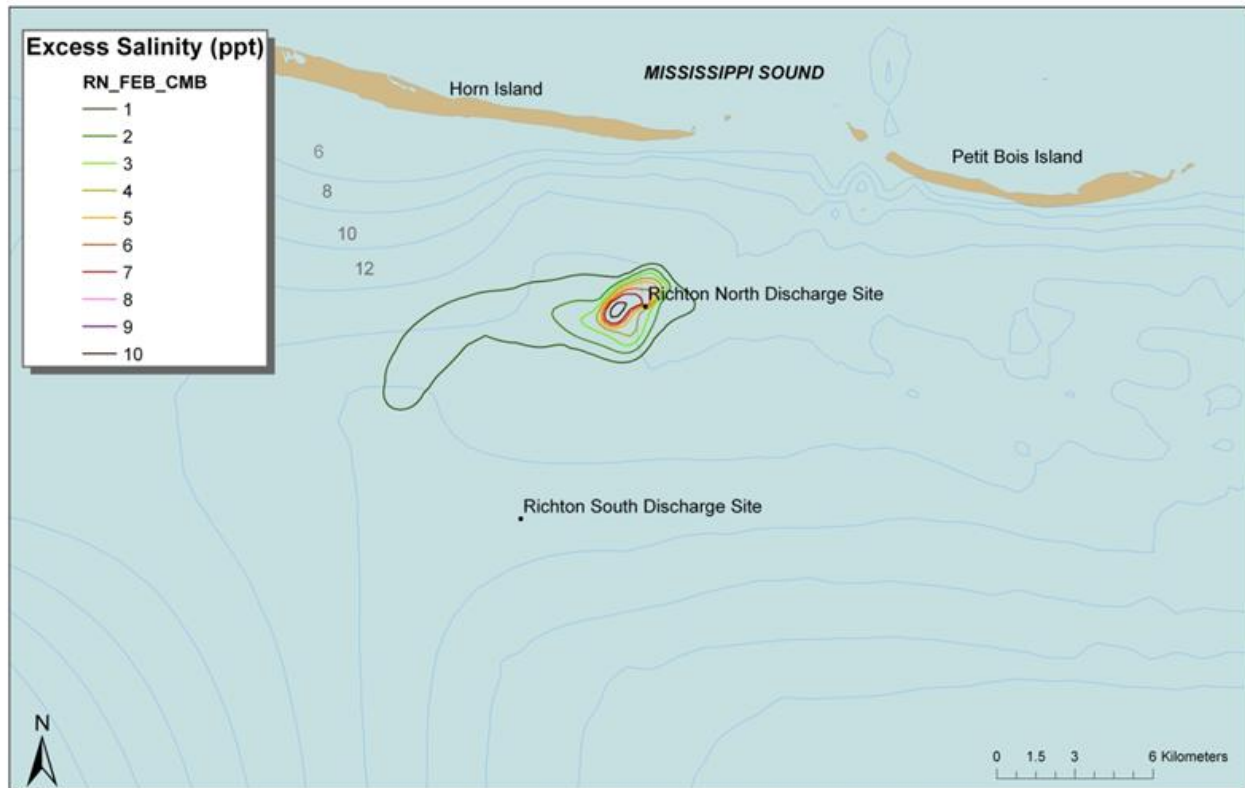 Excess Salinity (ppt)
RN_FEB_CMB
1
2
3
4
5
6
7
8
9
10
MISSISSIPPI SOUND
Horn Island
Petit Bois Island
6
8
10
12
Richton North Discharge Site
Richton South Discharge Site
N
0 1.5 3 6 Kilometers